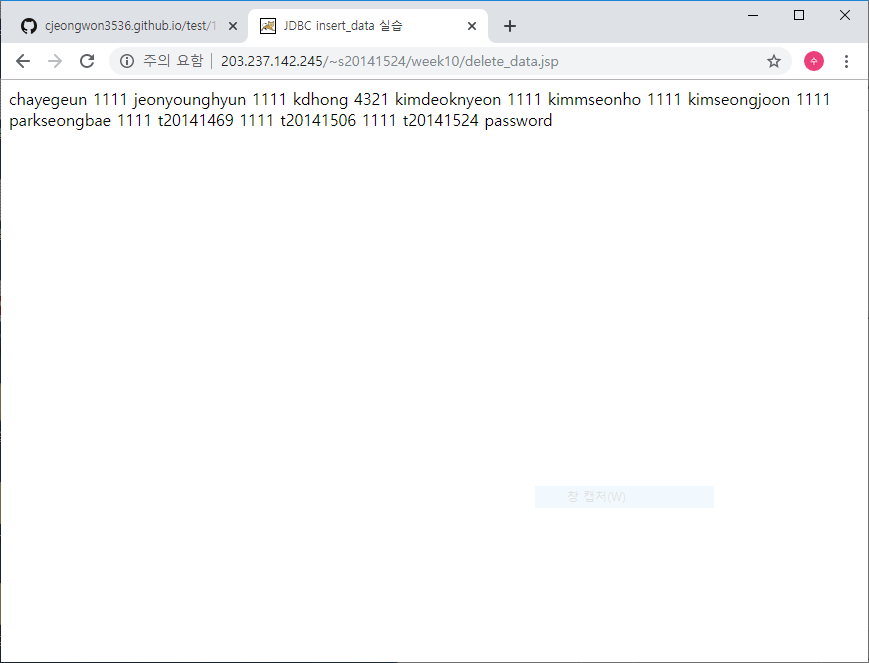 cjeongwon3536.github.io/test/1
JDBC insert_data 실습
주의 요함 | 203.237.142.245/~s20141524/week10/delete_data.jsp
수
chayegeun 1111 jeonyounghyun 1111 kdhong 4321 kimdeoknyeon 1111 kimmseonho 1111 kimseongjoon 1111
parkseongbae 1111 t20141469 1111 t20141506 1111 t20141524 password
창 캡처(W)